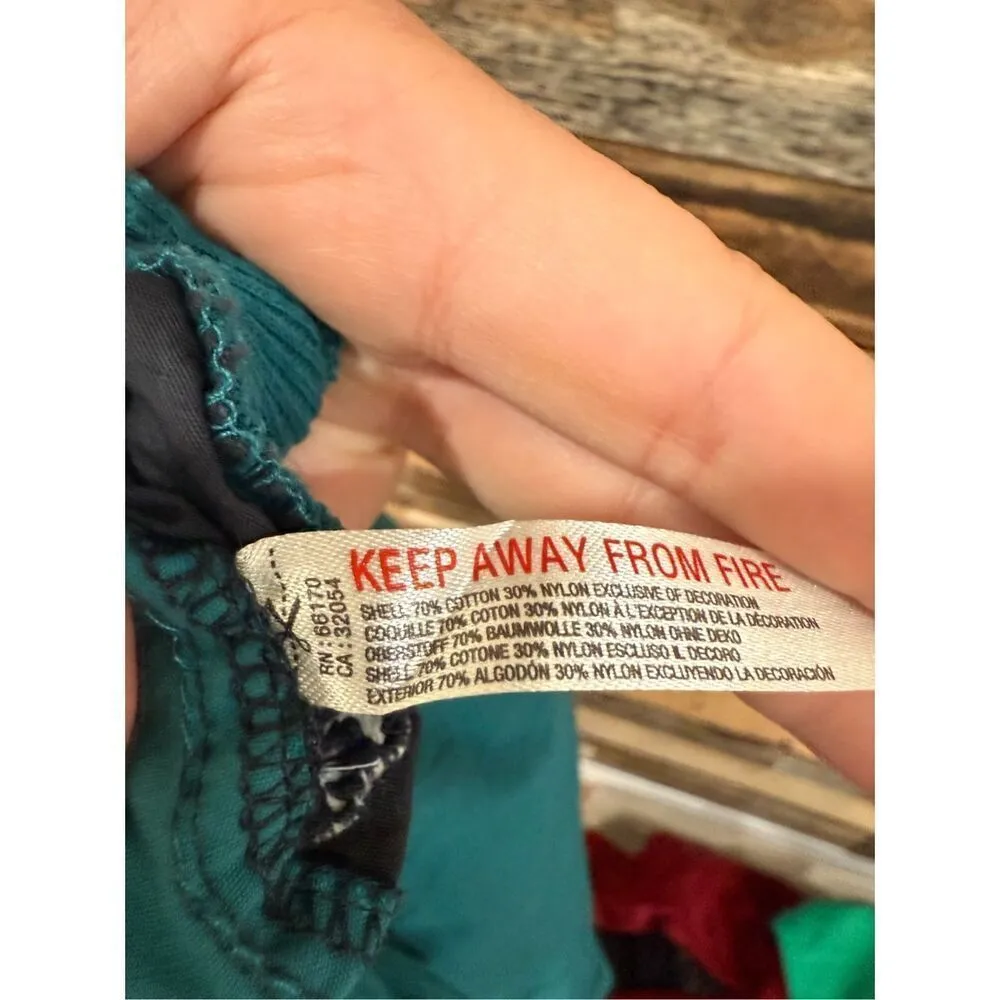 KEEP AWAY FROM FIRE
SHELL 70% COTTON 30% NYLON EXCLUSIVE OF DECORATION
COQUILLE 70% COTON 30% NYLON À L'EXCEPTION DE LA DÉCORATION
OBERSTOFF 70% BAUMWOLLE 30% NYLON OHNE DEKO
SHELL 70% COTONE 30% NYLON ESCLUSO IL DECORO
EXTERIOR 70% ALGODÓN 30% NYLON EXCLUYENDO LA DECORACIÓN
RN : 66170
CA : 32054